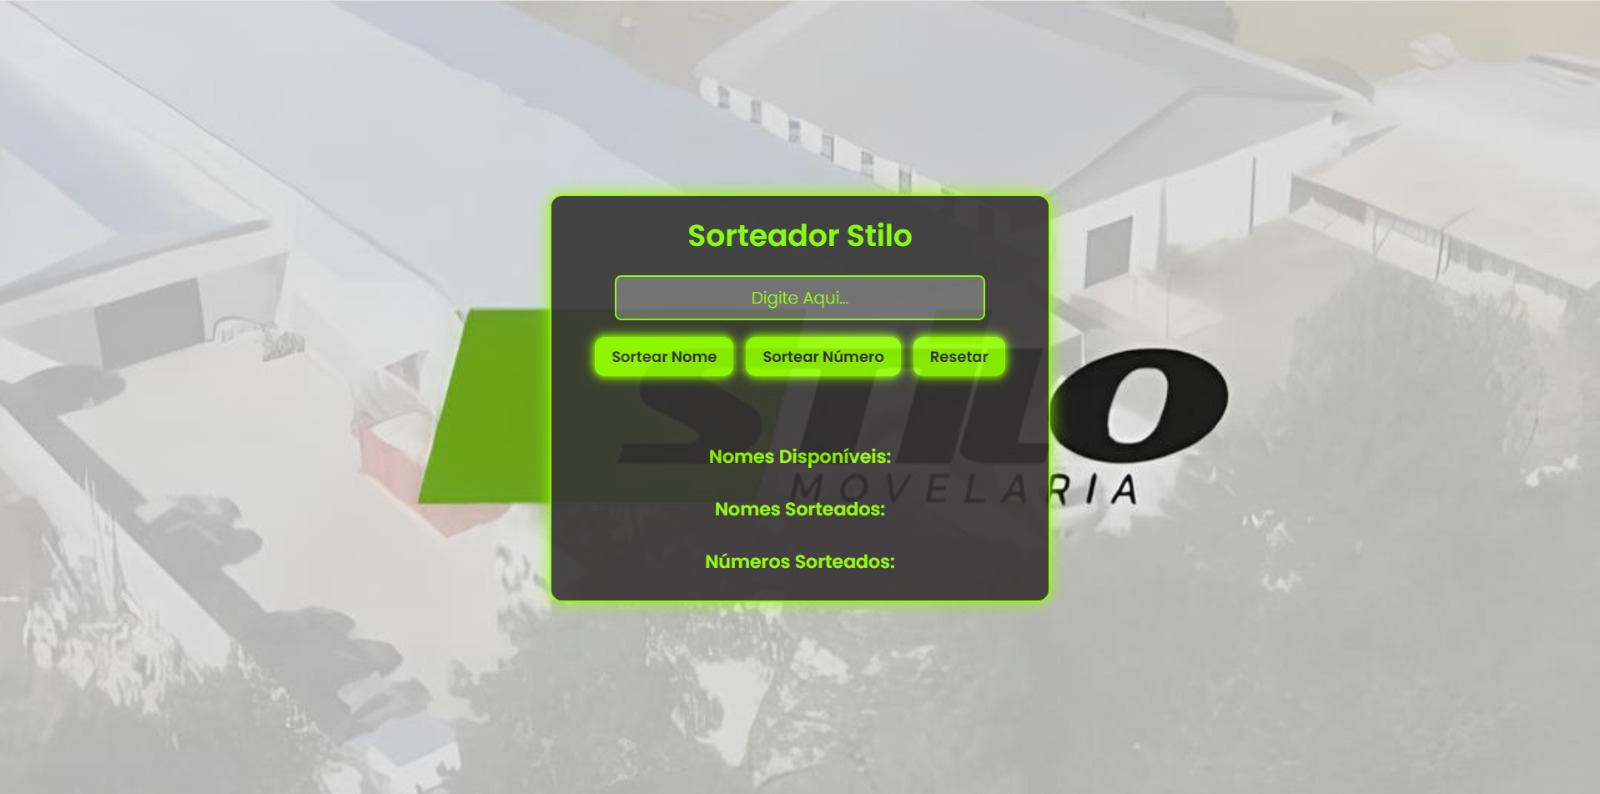 Sorteador Stilo
Digite Aqui...
Sortear Nome Sortear Número Resetar
STILO
Nomes Disponíveis:
MOVELARIA
Nomes Sorteados:
Números Sorteados: